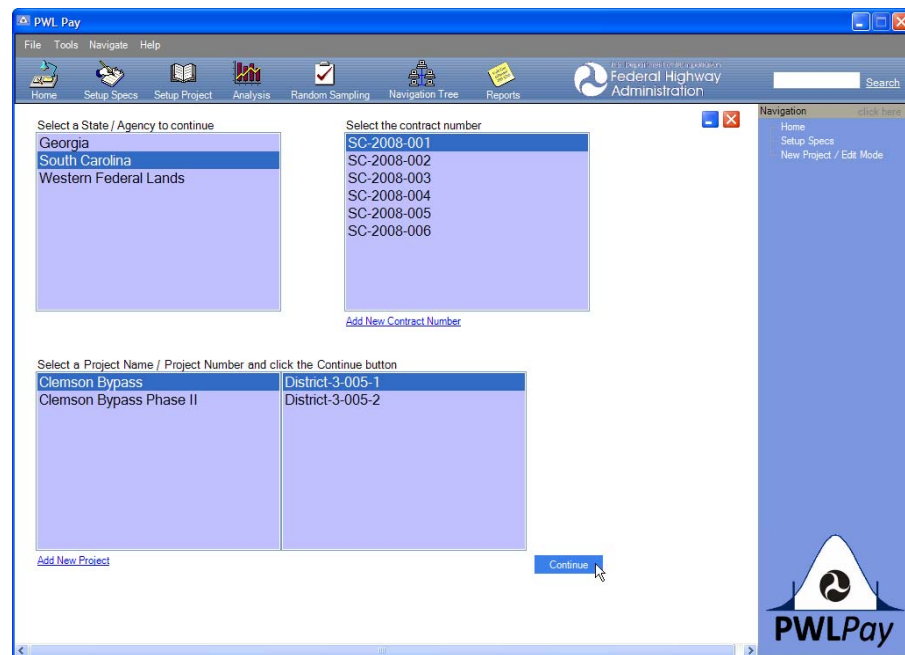 PWL Pay
File Tools Navigate Help
Home Setup Specs Setup Project Analysis Random Sampling Navigation Tree Reports
Federal Highway
Administration
Search
Navigation click here
Home
Setup Specs
New Project / Edit Mode
Select a State / Agency to continue
Georgia
South Carolina
Western Federal Lands
Select the contract number
SC-2008-001
SC-2008-002
SC-2008-003
SC-2008-004
SC-2008-005
SC-2008-006
Add New Contract Number
Select a Project Name / Project Number and click the Continue button
Clemson Bypass District-3-005-1
Clemson Bypass Phase II District-3-005-2
Add New Project
Continue
PWLPay